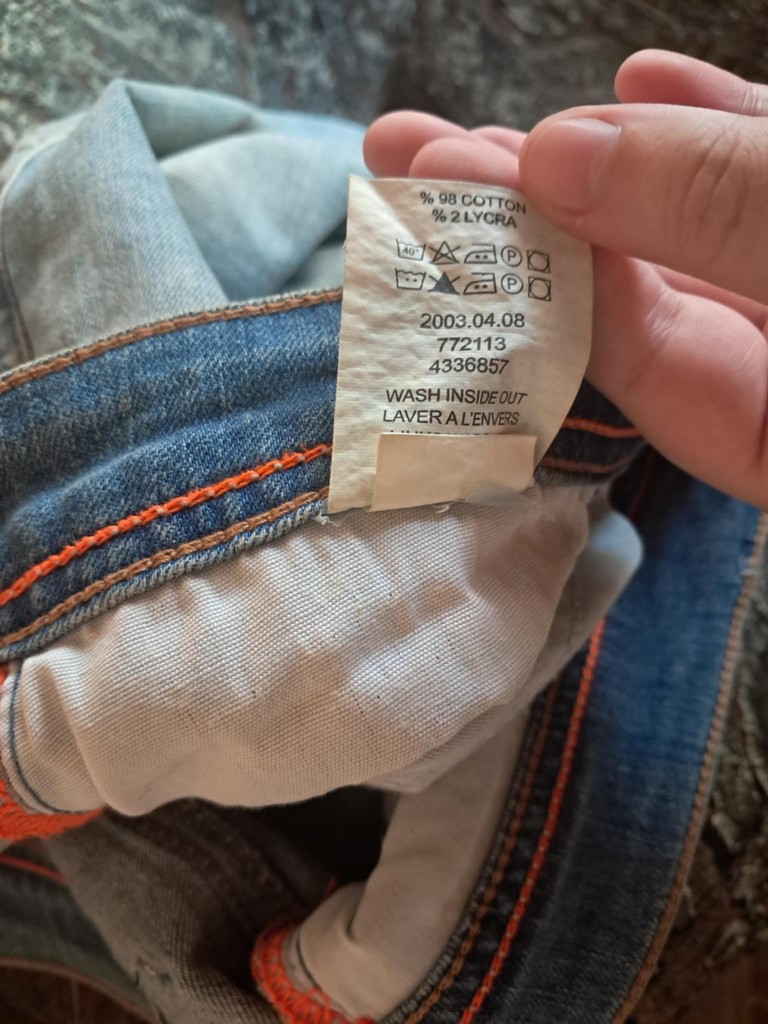 % 98 COTTON
% 2 LYCRA
40° P
P
2003.04.08
772113
4336857
WASH INSIDE OUT
LAVER A L'ENVERS